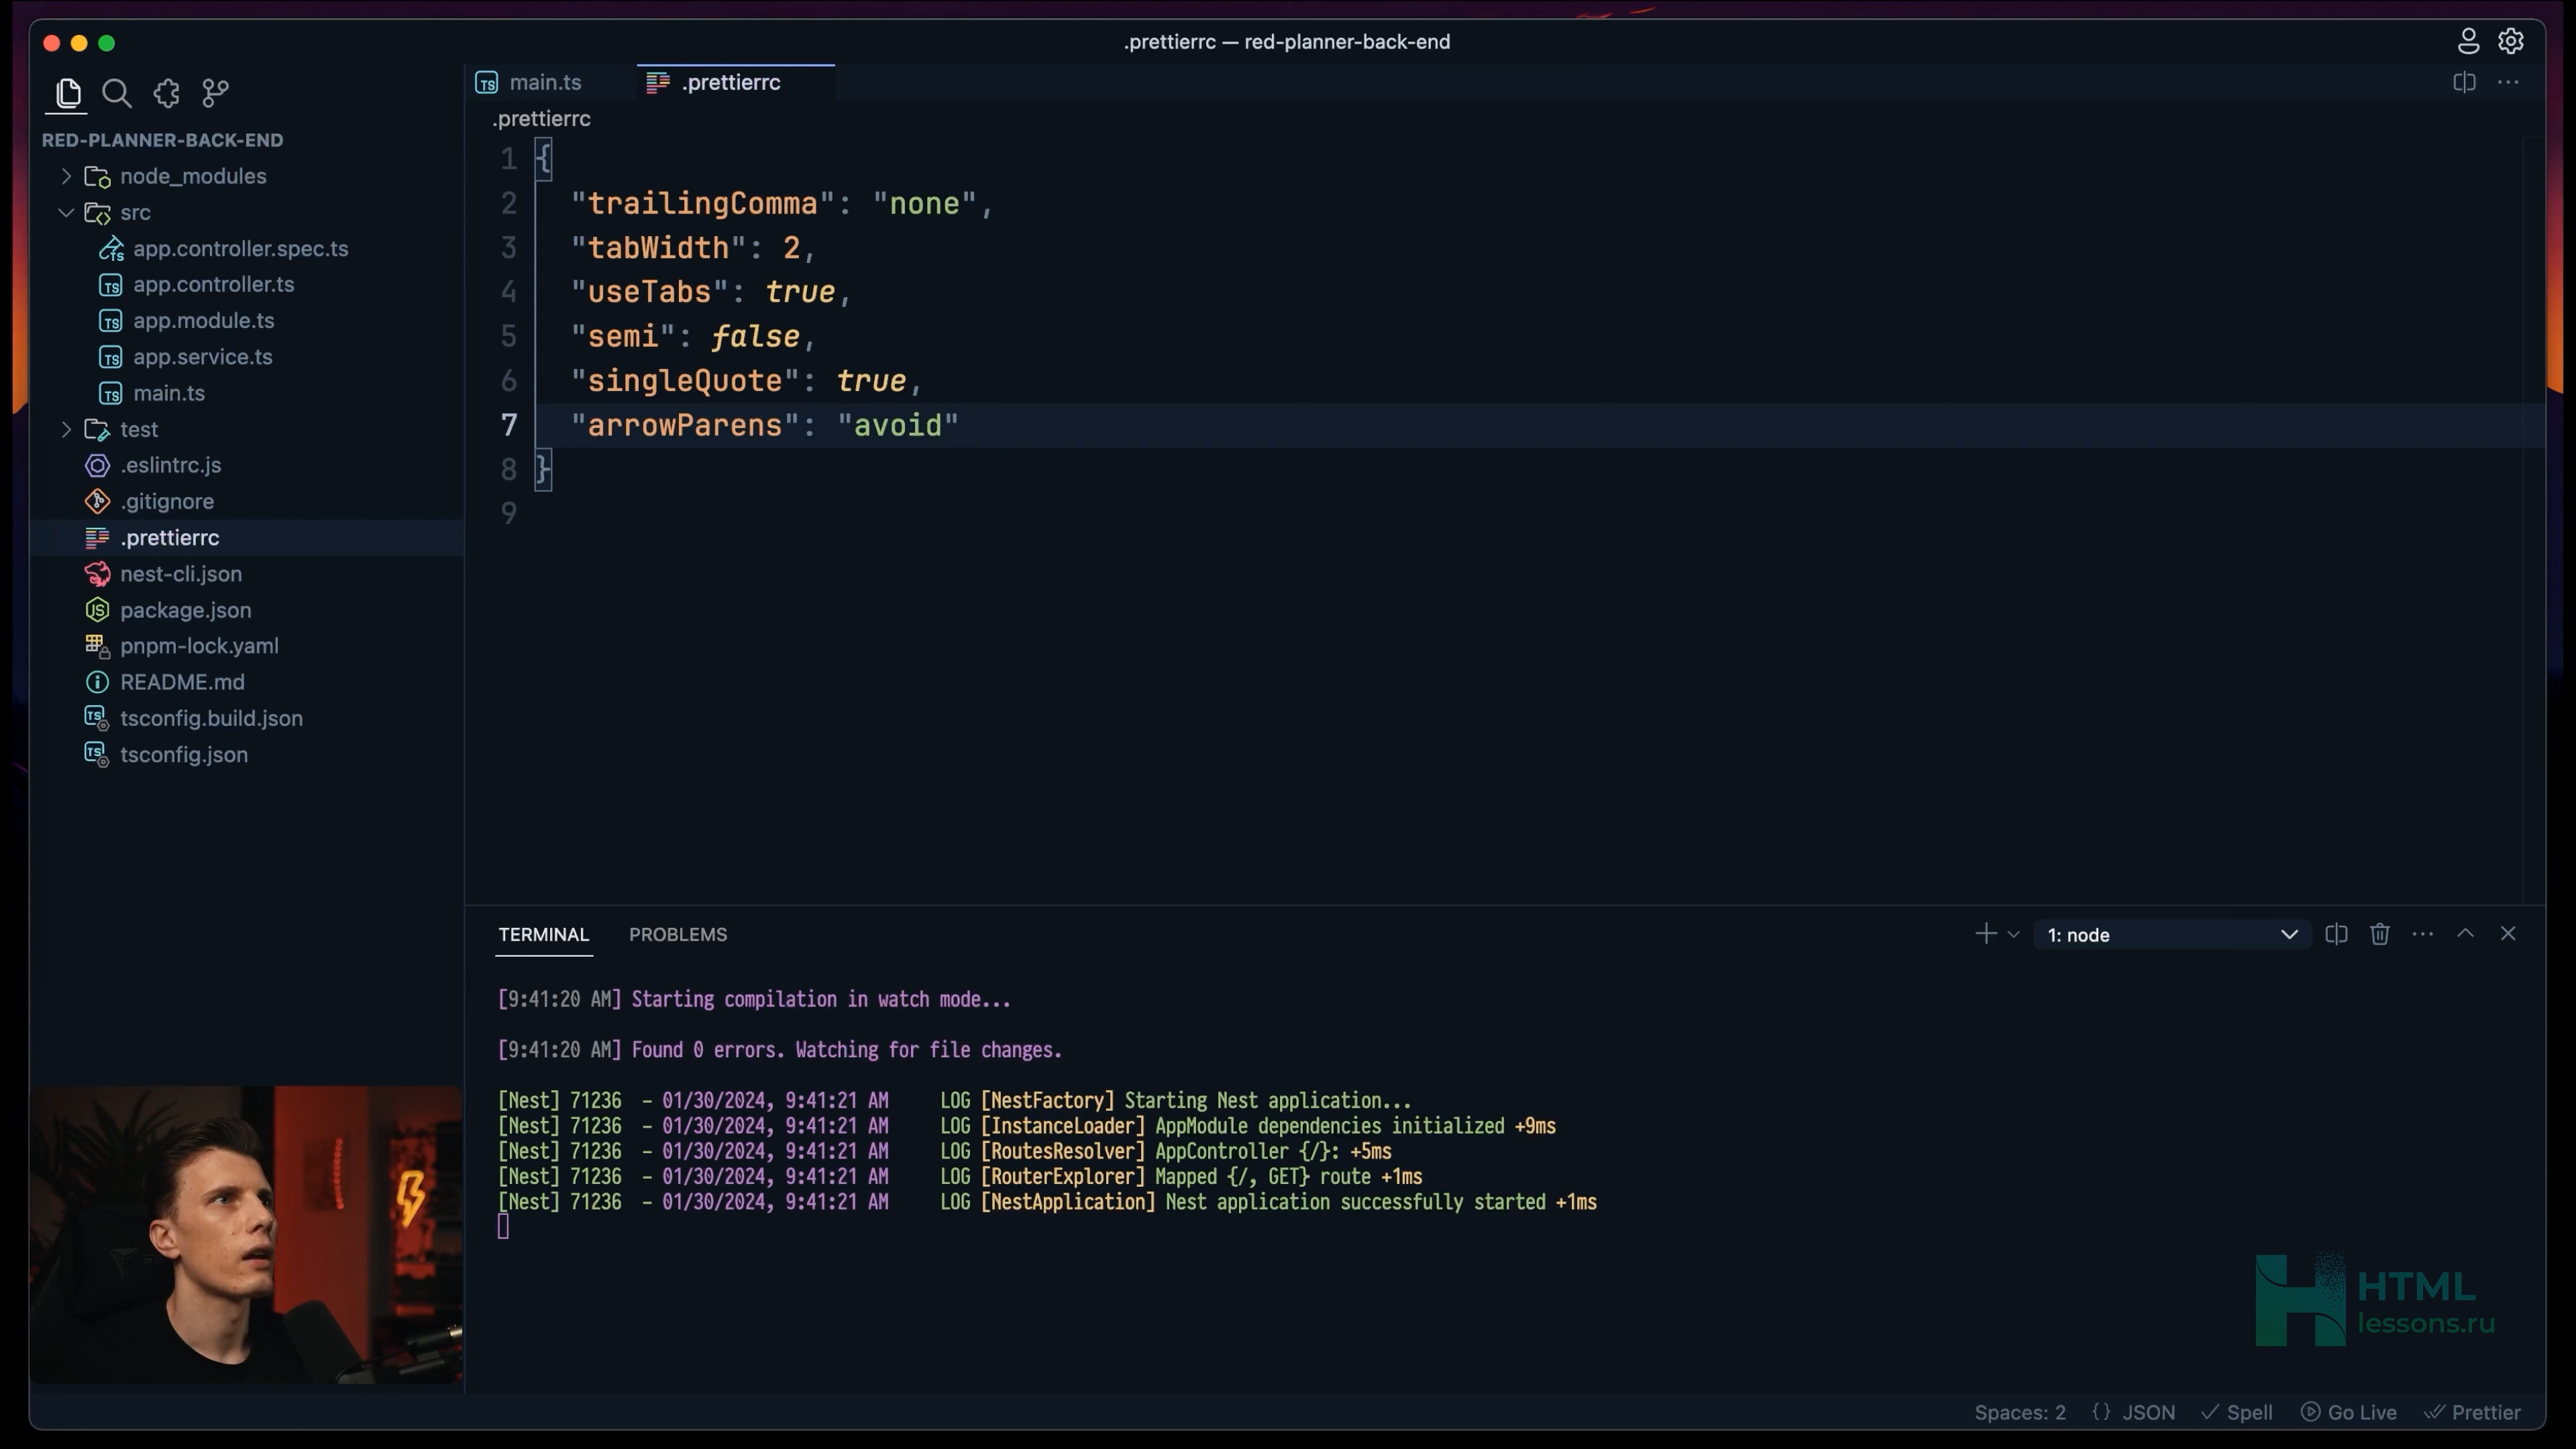 .prettierrc — red-planner-back-end
RED-PLANNER-BACK-END
node_modules
src
app.controller.spec.ts
app.controller.ts
app.module.ts
app.service.ts
main.ts
test
.eslintrc.js
.gitignore
.prettierrc
nest-cli.json
package.json
pnpm-lock.yaml
README.md
tsconfig.build.json
tsconfig.json
main.ts
.prettierrc
.prettierrc
1 {
2 "trailingComma": "none",
3 "tabWidth": 2,
4 "useTabs": true,
5 "semi": false,
6 "singleQuote": true,
7 "arrowParens": "avoid"
8 }
9
TERMINAL PROBLEMS
1: node
[9:41:20 AM] Starting compilation in watch mode...
[9:41:20 AM] Found 0 errors. Watching for file changes.
[Nest] 71236 - 01/30/2024, 9:41:21 AM LOG [NestFactory] Starting Nest application...
[Nest] 71236 - 01/30/2024, 9:41:21 AM LOG [InstanceLoader] AppModule dependencies initialized +9ms
[Nest] 71236 - 01/30/2024, 9:41:21 AM LOG [RoutesResolver] AppController {/}: +5ms
[Nest] 71236 - 01/30/2024, 9:41:21 AM LOG [RouterExplorer] Mapped {/, GET} route +1ms
[Nest] 71236 - 01/30/2024, 9:41:21 AM LOG [NestApplication] Nest application successfully started +1ms
HTML
lessons.ru
Spaces: 2 {} JSON Spell Go Live Prettier